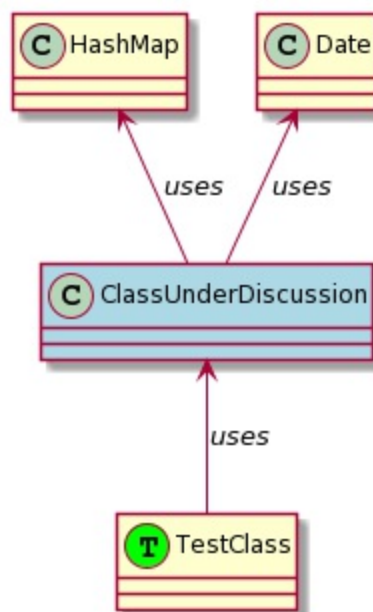 C HashMap
C Date
uses
uses
C ClassUnderDiscussion
uses
T TestClass